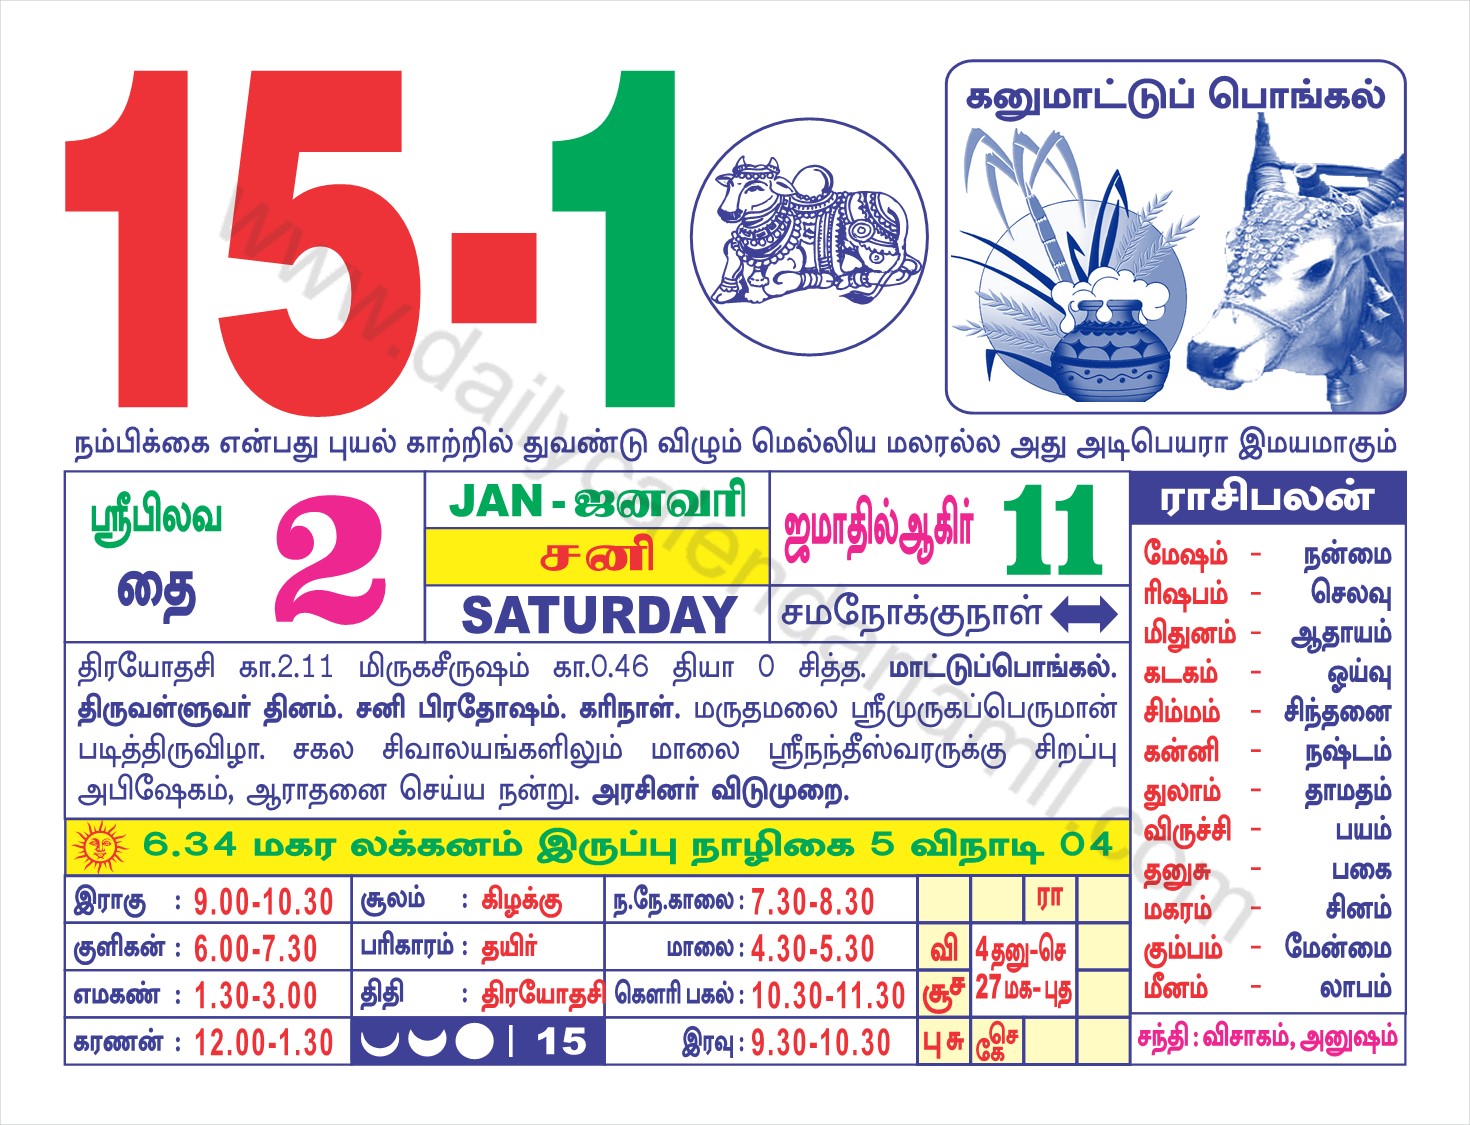 15-1
கனுமாட்டுப் பொங்கல்
நம்பிக்கை என்பது புயல் காற்றில் துவண்டு விழும் மெல்லிய மலரல்ல அது அடிபெயரா இமயமாகும்
ஸ்ரீபிலவ
தை
2
JAN - ஜனவரி
சனி
SATURDAY
ஜமாதில்ஆகிர் 11
சமநோக்குநாள்
திரயோதசி கா.2.11 மிருகசீருஷம் கா.0.46 தியா 0 சித்த. மாட்டுப்பொங்கல்.
திருவள்ளுவர் தினம். சனி பிரதோஷம். கரிநாள். மருதமலை ஸ்ரீமுருகப்பெருமான்
படித்திருவிழா. சகல சிவாலயங்களிலும் மாலை ஸ்ரீநந்தீஸ்வரருக்கு சிறப்பு
அபிஷேகம், ஆராதனை செய்ய நன்று. அரசினர் விடுமுறை.
6.34 மகர லக்கனம் இருப்பு நாழிகை 5 விநாடி 04
இராகு : 9.00-10.30
குளிகன் : 6.00-7.30
எமகண் : 1.30-3.00
கரணன் : 12.00-1.30
சூலம் : கிழக்கு
பரிகாரம் : தயிர்
திதி : திரயோதசி
| 15
ந.நே.காலை : 7.30-8.30
மாலை : 4.30-5.30
கௌரி பகல் : 10.30-11.30
இரவு : 9.30-10.30
ரா
வி
4தனு-செ
சூச
27மக-புத
பு சு
செ
கே
ராசிபலன்
மேஷம் - நன்மை
ரிஷபம் - செலவு
மிதுனம் - ஆதாயம்
கடகம் - ஓய்வு
சிம்மம் - சிந்தனை
கன்னி - நஷ்டம்
துலாம் - தாமதம்
விருச்சி - பயம்
தனுசு - பகை
மகரம் - சினம்
கும்பம் - மேன்மை
மீனம் - லாபம்
சந்தி : விசாகம், அனுஷம்
www.dailycalendartamil.com